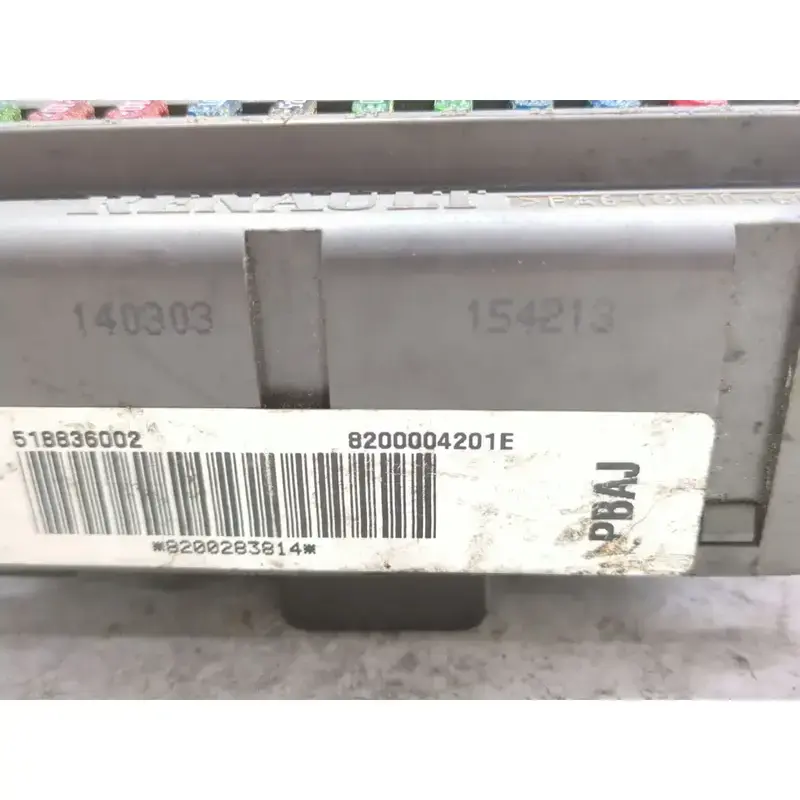 RENAULT
140303 154213
518836002 8200004201E
PBAJ
*8200283814*